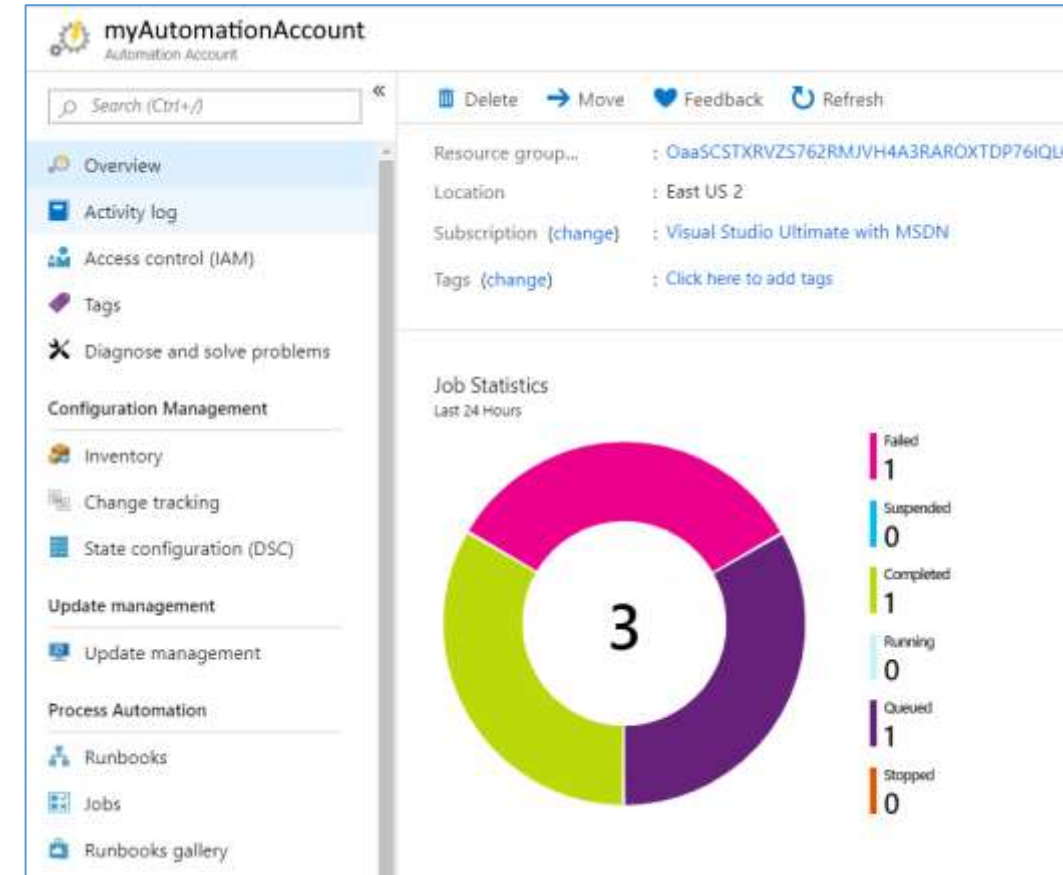 myAutomationAccount
Automation Account
Search (Ctrl+/)
«
Overview
Activity log
Access control (IAM)
Tags
Diagnose and solve problems
Configuration Management
Inventory
Change tracking
State configuration (DSC)
Update management
Update management
Process Automation
Runbooks
Jobs
Runbooks gallery
Delete Move Feedback Refresh
Resource group... :
Location : East US 2
Subscription (change) : Visual Studio Ultimate with MSDN
Tags (change) : Click here to add tags
Job Statistics
Last 24 Hours
3
Failed
1
Suspended
0
Completed
1
Running
0
Queued
1
Stopped
0